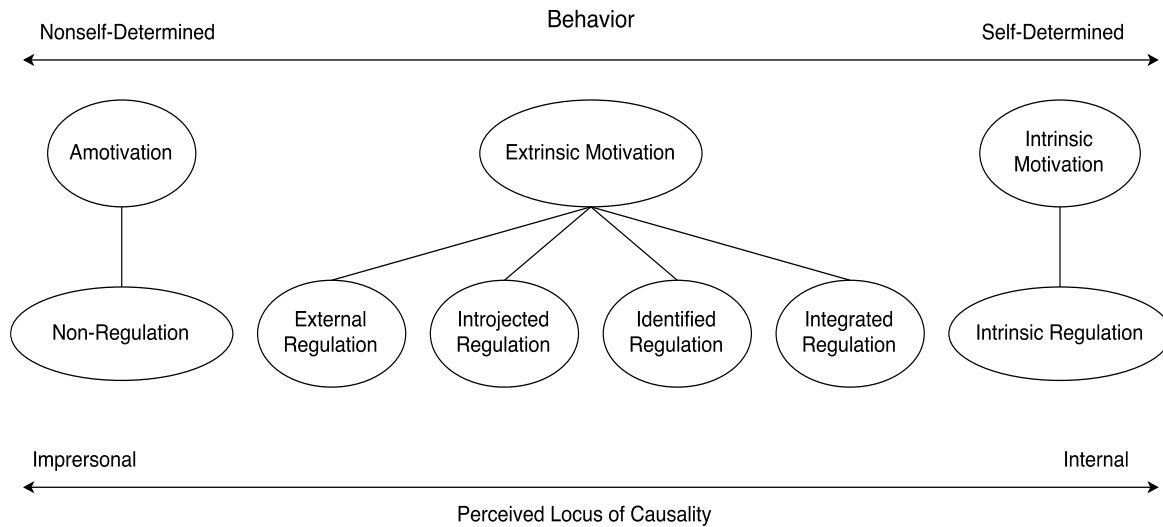 Behavior
Nonself-Determined
Self-Determined
Amotivation
Extrinsic Motivation
Intrinsic
Motivation
Non-Regulation
External
Regulation
Introjected
Regulation
Identified
Regulation
Integrated
Regulation
Intrinsic Regulation
Imprersonal
Internal
Perceived Locus of Causality